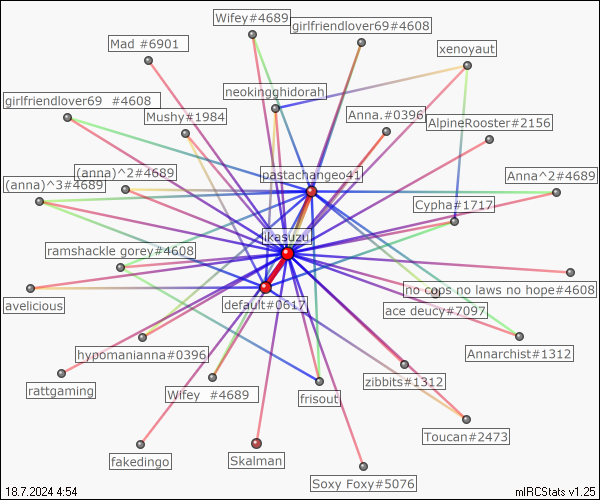 Wifey#4689
girlfriendlover69#4608
Mad #6901
xenoyaut
neokingghidorah
girlfriendlover69  #4608
Mushy#1984
Anna.#0396
AlpineRooster#2156
pastachangeo41
(anna)^2#4689
Anna^2#4689
(anna)^3#4689
Cypha#1717
ikasuzu
ramshackle gorey#4608
no cops no laws no hope#4608
avelicious
default#0617
ace deucy#7097
hypomanianna#0396
Annarchist#1312
rattgaming
Wifey  #4689
zibbits#1312
frisout
Toucan#2473
fakedingo
Skalman
Soxy Foxy#5076
18.7.2024 4:54
mIRCStats v1.25